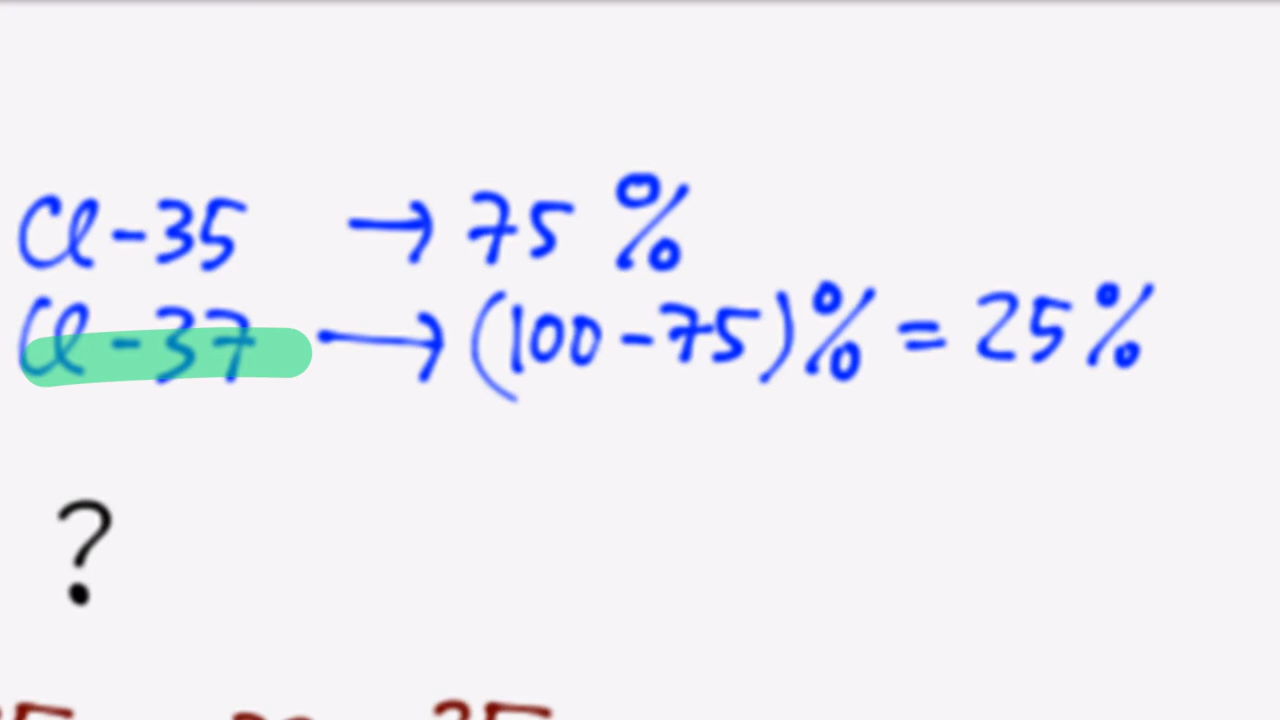 Cl-35 → 75 %
Cl-37 → (100-75)% = 25%
?